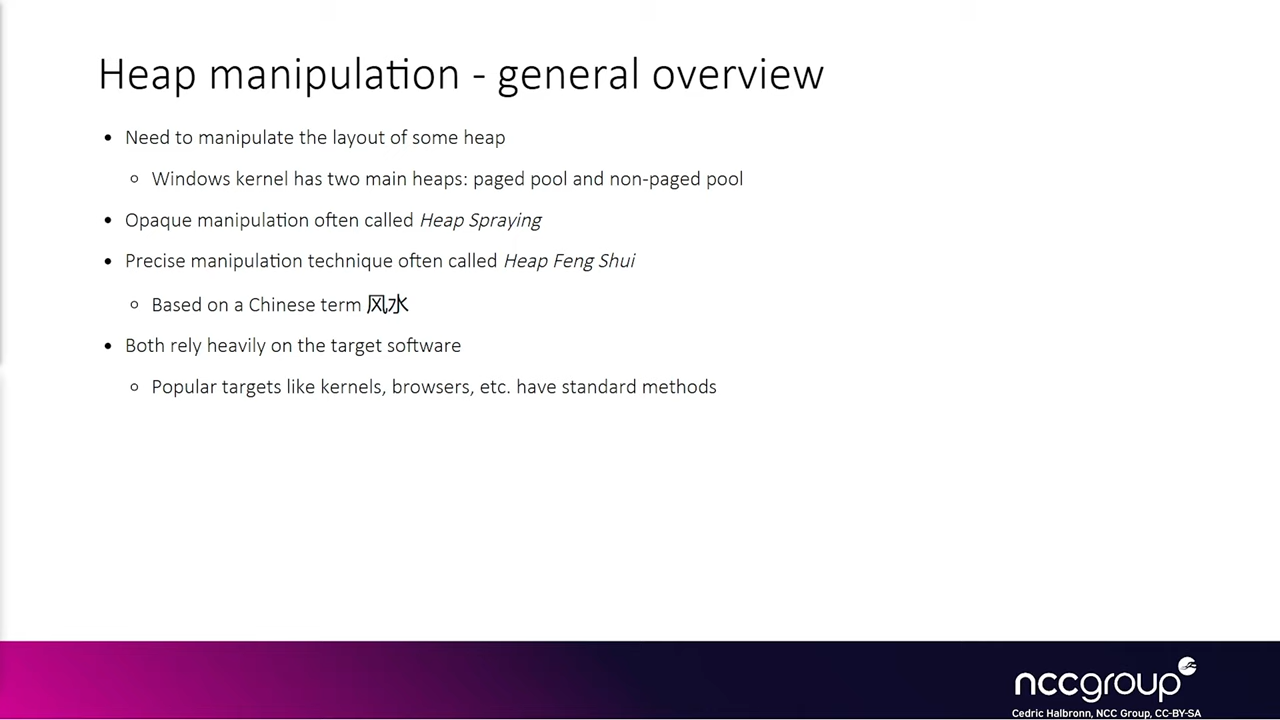 Heap manipulation - general overview
• Need to manipulate the layout of some heap
○ Windows kernel has two main heaps: paged pool and non-paged pool
• Opaque manipulation often called Heap Spraying
• Precise manipulation technique often called Heap Feng Shui
○ Based on a Chinese term 风水
• Both rely heavily on the target software
○ Popular targets like kernels, browsers, etc. have standard methods
nccgroup
Cedric Halbronn, NCC Group, CC-BY-SA